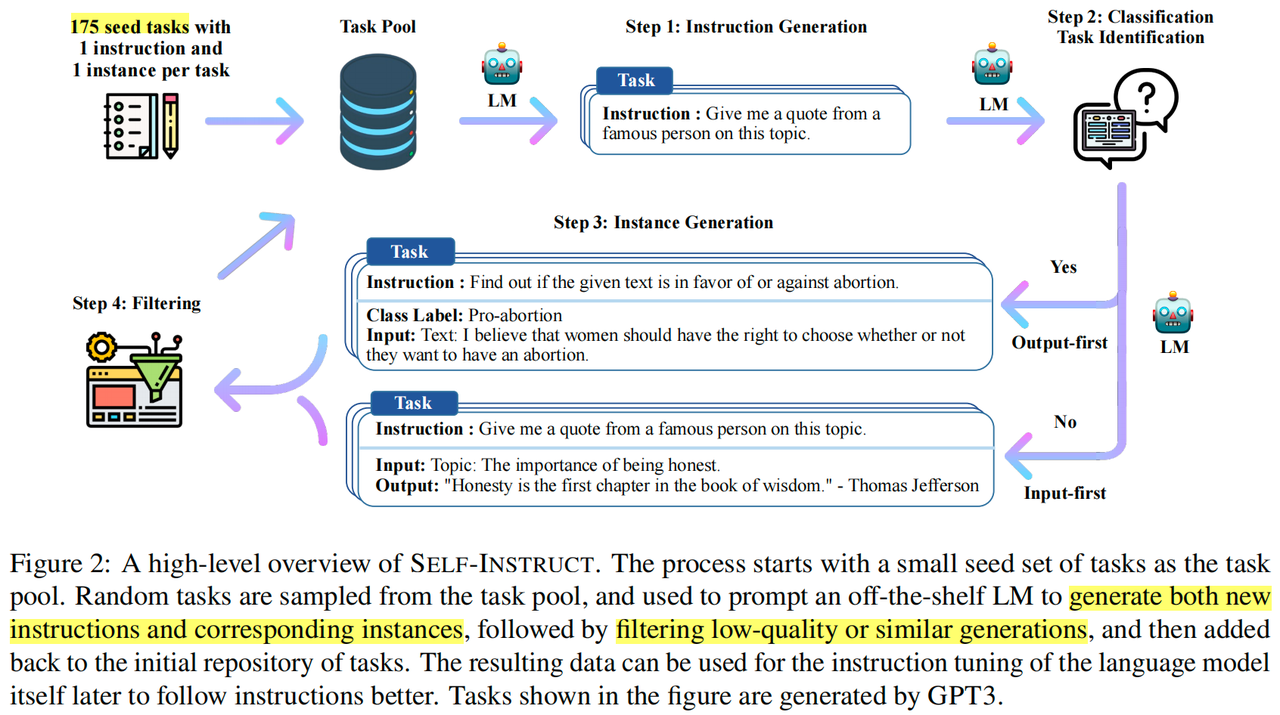 175 seed tasks with
1 instruction and
1 instance per task
Task Pool
LM
Step 1: Instruction Generation
Task
Instruction : Give me a quote from a
famous person on this topic.
LM
Step 2: Classification
Task Identification
Step 3: Instance Generation
Task
Instruction : Find out if the given text is in favor of or against abortion.
Class Label: Pro-abortion
Input: Text: I believe that women should have the right to choose whether or not
they want to have an abortion.
Yes
Output-first
LM
Step 4: Filtering
Task
Instruction : Give me a quote from a famous person on this topic.
Input: Topic: The importance of being honest.
Output: "Honesty is the first chapter in the book of wisdom." - Thomas Jefferson
No
Input-first
Figure 2: A high-level overview of SELF-INSTRUCT. The process starts with a small seed set of tasks as the task
pool. Random tasks are sampled from the task pool, and used to prompt an off-the-shelf LM to generate both new
instructions and corresponding instances, followed by filtering low-quality or similar generations, and then added
back to the initial repository of tasks. The resulting data can be used for the instruction tuning of the language model
itself later to follow instructions better. Tasks shown in the figure are generated by GPT3.